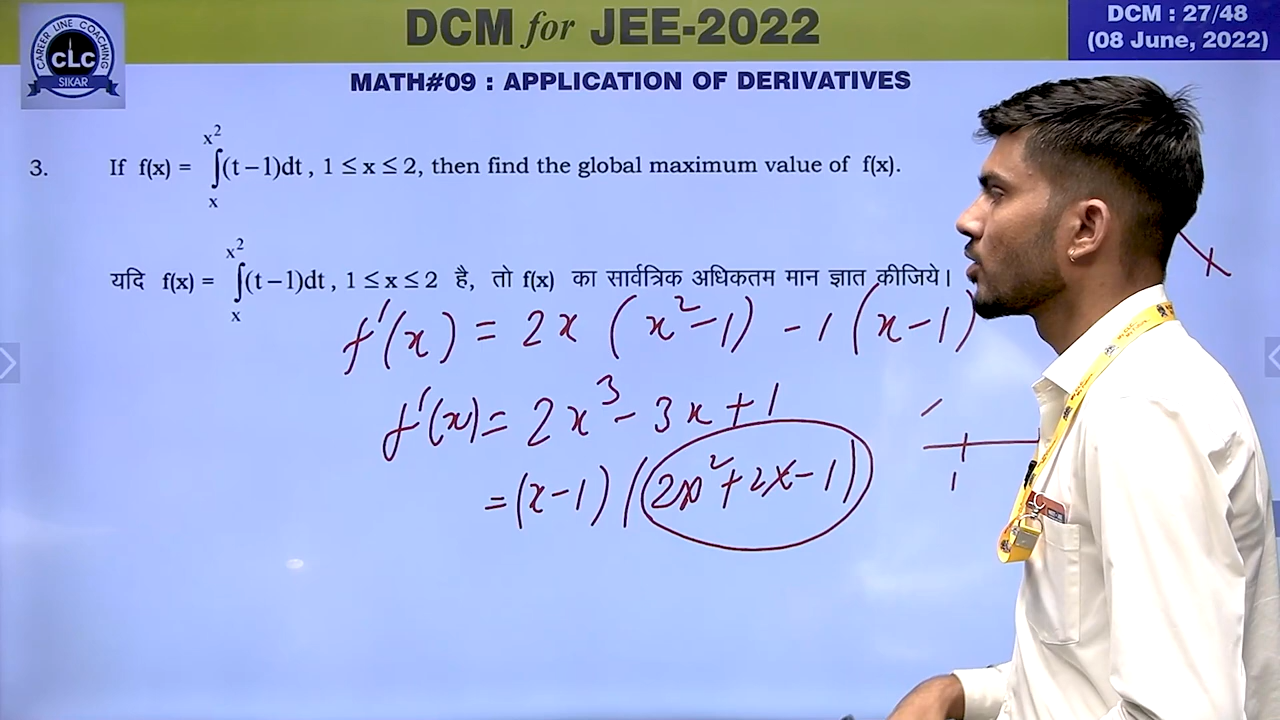 CAREER LINE COACHING
CLC
SIKAR
DCM for JEE-2022
DCM : 27/48
(08 June, 2022)
MATH#09 : APPLICATION OF DERIVATIVES
3. If f(x) = ∫ₓ^{x²}(t−1)dt , 1 ≤ x ≤ 2, then find the global maximum value of f(x).
यदि f(x) = ∫ₓ^{x²}(t−1)dt , 1 ≤ x ≤ 2 है, तो f(x) का सार्वत्रिक अधिकतम मान ज्ञात कीजिये।
f'(x) = 2x (x²-1) - 1 (x-1)
f'(x) = 2x³ - 3x + 1
= (x-1) (2x² + 2x - 1)
1